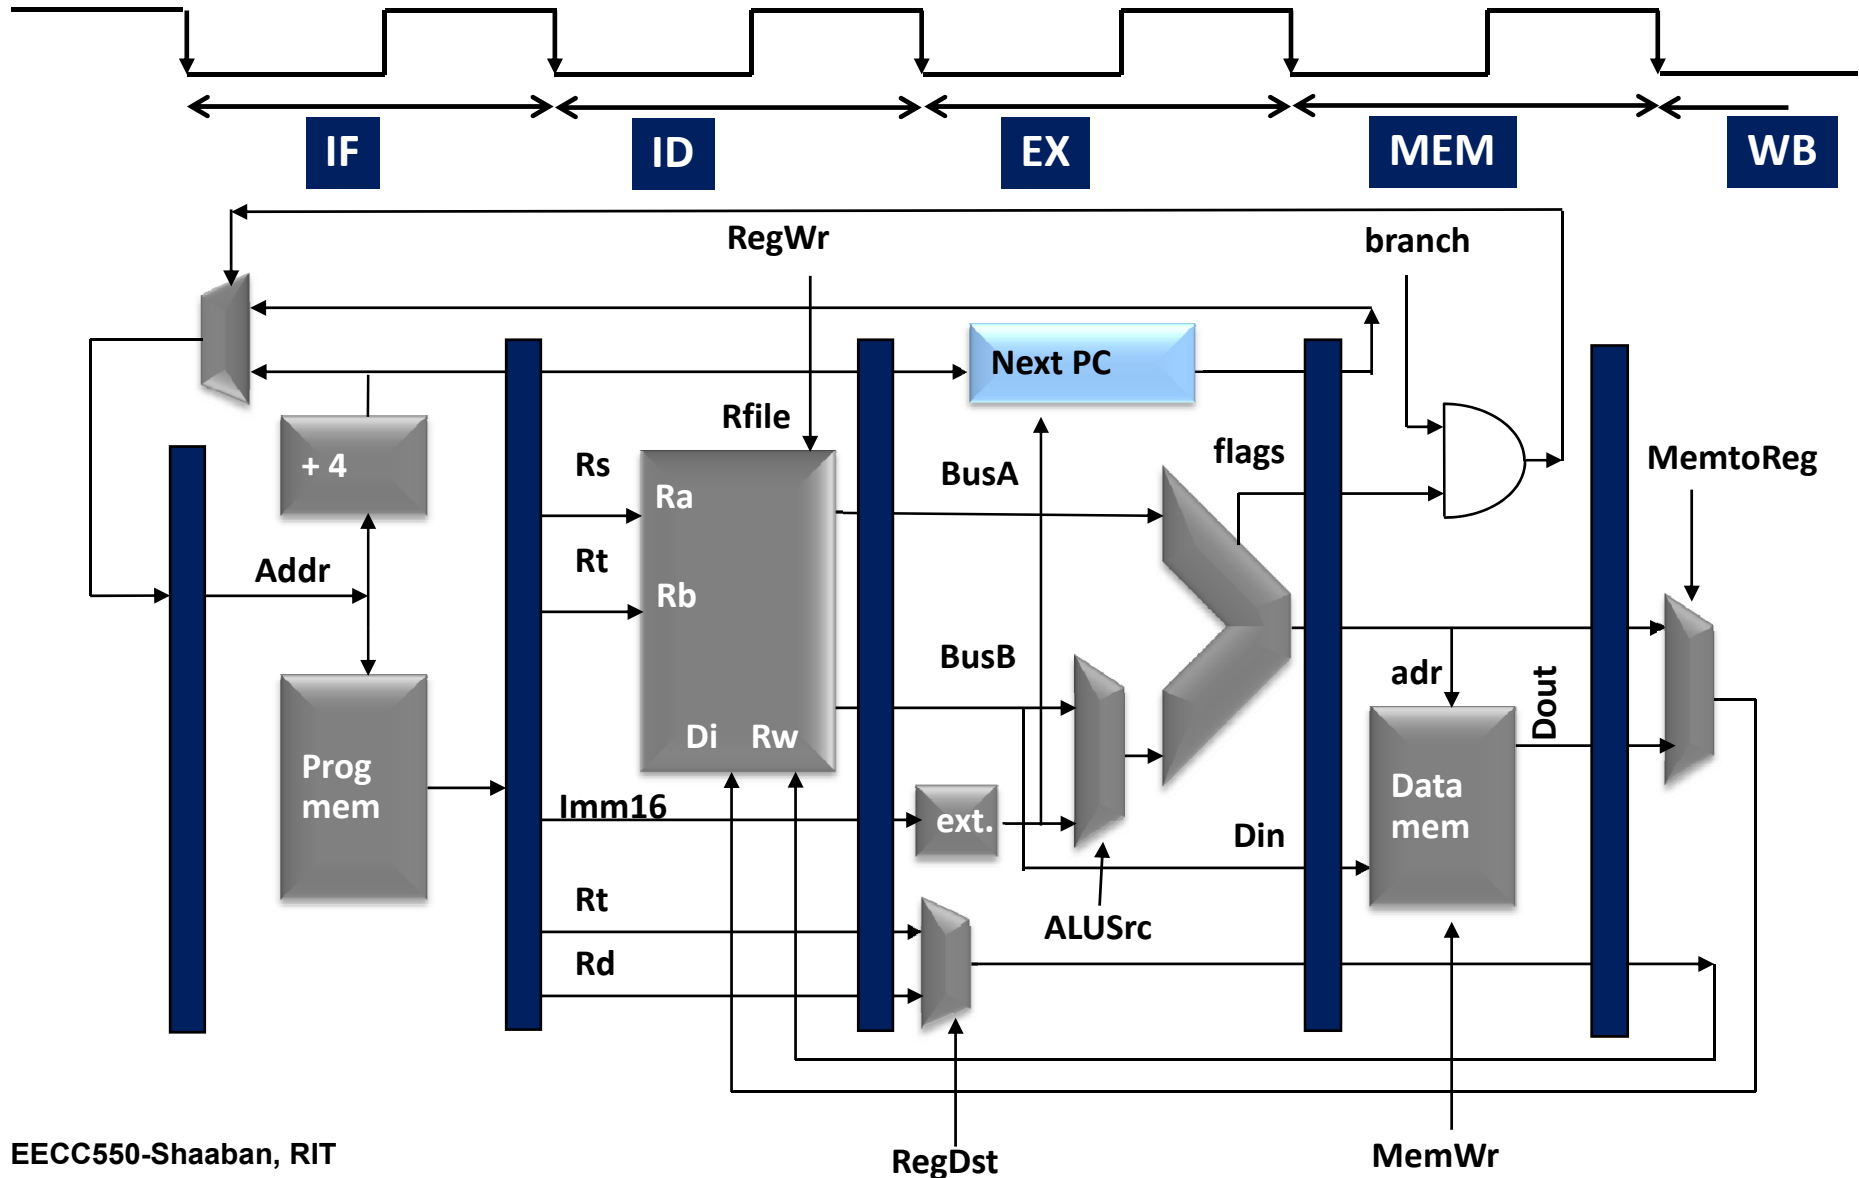 IF
ID
EX
MEM
WB
RegWr
branch
Next PC
Rfile
+ 4
Rs
Ra
BusA
flags
MemtoReg
Addr
Rt
Rb
BusB
adr
Dout
Di Rw
Prog
mem
Imm16
ext.
Data
mem
Din
Rt
ALUSrc
Rd
EECC550-Shaaban, RIT
RegDst
MemWr